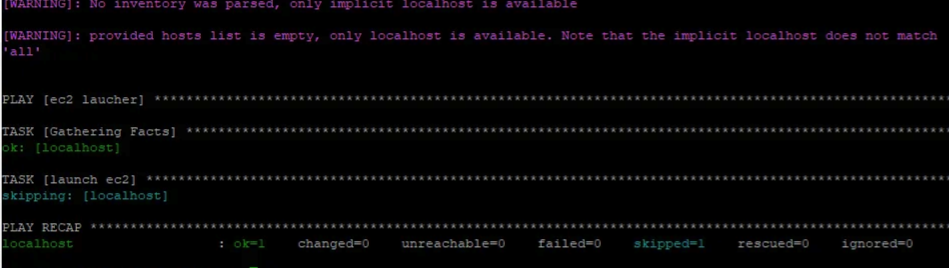 [WARNING]: No inventory was parsed, only implicit localhost is available
[WARNING]: provided hosts list is empty, only localhost is available. Note that the implicit localhost does not match
'all'
PLAY [ec2 laucher] ****************************************************************************************************
TASK [Gathering Facts] ************************************************************************************************
ok: [localhost]
TASK [launch ec2] *****************************************************************************************************
skipping: [localhost]
PLAY RECAP ************************************************************************************************************
localhost : ok=1 changed=0 unreachable=0 failed=0 skipped=1 rescued=0 ignored=0